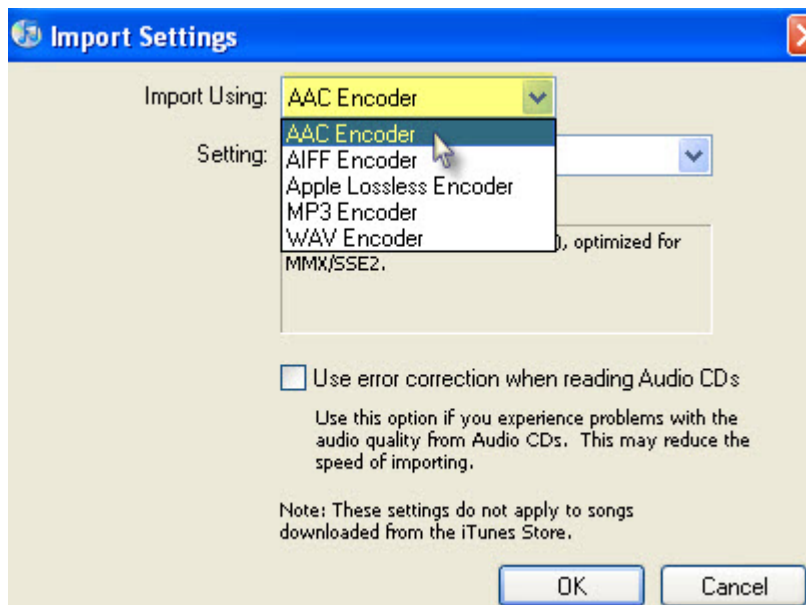 Import Settings
Import Using:
AAC Encoder
AAC Encoder
Setting:
AIFF Encoder
Apple Lossless Encoder
MP3 Encoder
WAV Encoder
, optimized for
MMX/SSE2.
Use error correction when reading Audio CDs
Use this option if you experience problems with the
audio quality from Audio CDs. This may reduce the
speed of importing.
Note: These settings do not apply to songs
downloaded from the iTunes Store.
OK
Cancel